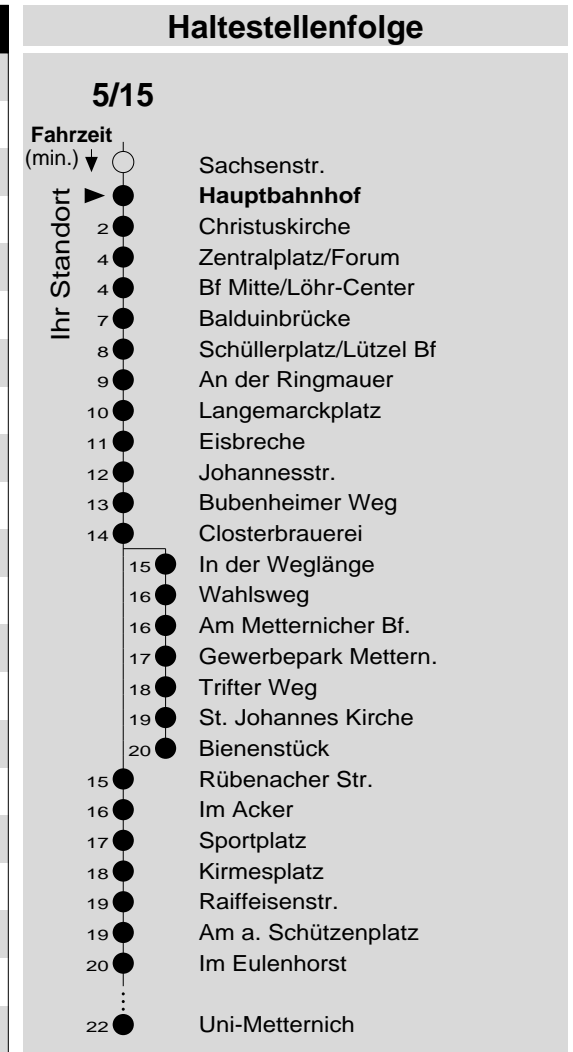 Haltestellenfolge
5/15
Fahrzeit
(min.)
Ihr Standort
Sachsenstr.
Hauptbahnhof
2 Christuskirche
4 Zentralplatz/Forum
4 Bf Mitte/Löhr-Center
7 Balduinbrücke
8 Schüllerplatz/Lützel Bf
9 An der Ringmauer
10 Langemarckplatz
11 Eisbreche
12 Johannesstr.
13 Bubenheimer Weg
14 Closterbrauerei
15 In der Weglänge
16 Wahlsweg
16 Am Metternicher Bf.
17 Gewerbepark Mettern.
18 Trifter Weg
19 St. Johannes Kirche
20 Bienenstück
15 Rübenacher Str.
16 Im Acker
17 Sportplatz
18 Kirmesplatz
19 Raiffeisenstr.
19 Am a. Schützenplatz
20 Im Eulenhorst
22 Uni-Metternich